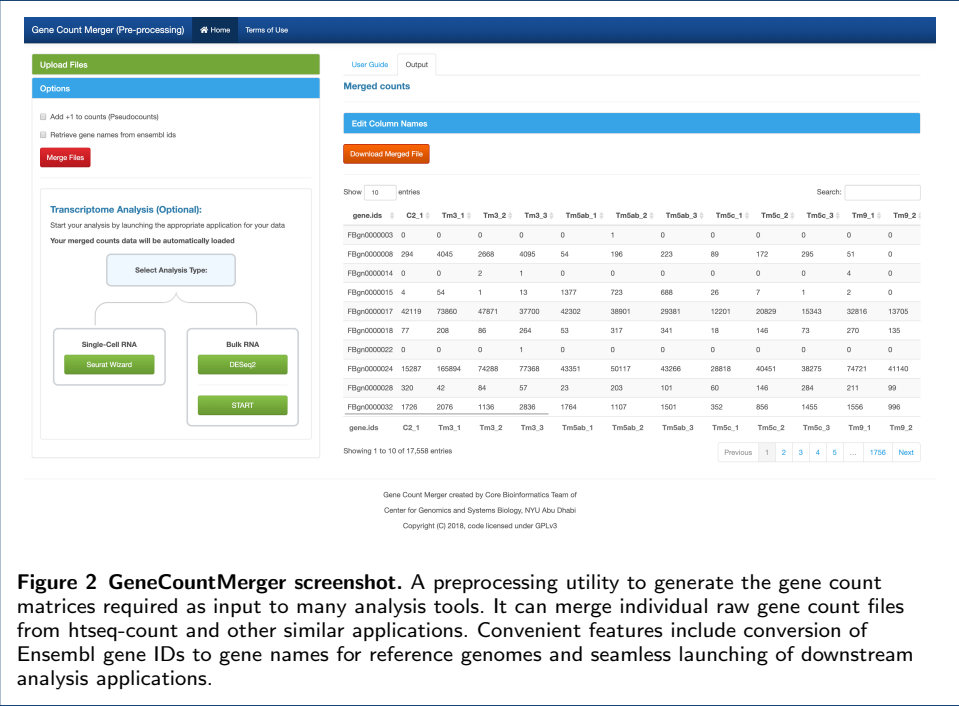 Gene Count Merger (Pre-processing) Home Terms of Use
Upload Files
Options
Add +1 to counts (Pseudocounts)
Retrieve gene names from ensembl ids
Merge Files
Transcriptome Analysis (Optional):
Start your analysis by launching the appropriate application for your data
Your merged counts data will be automatically loaded
Select Analysis Type:
Single-Cell RNA
Seurat Wizard
Bulk RNA
DESeq2
START
User Guide Output
Merged counts
Edit Column Names
Download Merged File
Show 10 entries Search:
gene.ids C2_1 Tm3_1 Tm3_2 Tm3_3 Tm5ab_1 Tm5ab_2 Tm5ab_3 Tm5c_1 Tm5c_2 Tm5c_3 Tm9_1 Tm9_2
FBgn0000003 0 0 0 0 0 1 0 0 0 0 0 0
FBgn0000008 294 4045 2668 4095 54 196 223 89 172 295 51 0
FBgn0000014 0 0 2 1 0 0 0 0 0 0 4 0
FBgn0000015 4 54 1 13 1377 723 688 26 7 1 2 0
FBgn0000017 42119 73860 47871 37700 42302 38901 29381 12201 20829 15343 32816 13705
FBgn0000018 77 208 86 264 53 317 341 18 146 73 270 135
FBgn0000022 0 0 0 1 0 0 0 0 0 0 0 0
FBgn0000024 15287 165894 74288 77368 43351 50117 43266 28818 40451 38275 74721 41140
FBgn0000028 320 42 84 57 23 203 101 60 146 284 211 99
FBgn0000032 1726 2076 1136 2836 1764 1107 1501 352 856 1455 1556 996
gene.ids C2_1 Tm3_1 Tm3_2 Tm3_3 Tm5ab_1 Tm5ab_2 Tm5ab_3 Tm5c_1 Tm5c_2 Tm5c_3 Tm9_1 Tm9_2
Showing 1 to 10 of 17,558 entries Previous 1 2 3 4 5 ... 1756 Next
Gene Count Merger created by Core Bioinformatics Team of
Center for Genomics and Systems Biology, NYU Abu Dhabi
Copyright (C) 2018, code licensed under GPLv3
Figure 2 GeneCountMerger screenshot. A preprocessing utility to generate the gene count
matrices required as input to many analysis tools. It can merge individual raw gene count files
from htseq-count and other similar applications. Convenient features include conversion of
Ensembl gene IDs to gene names for reference genomes and seamless launching of downstream
analysis applications.